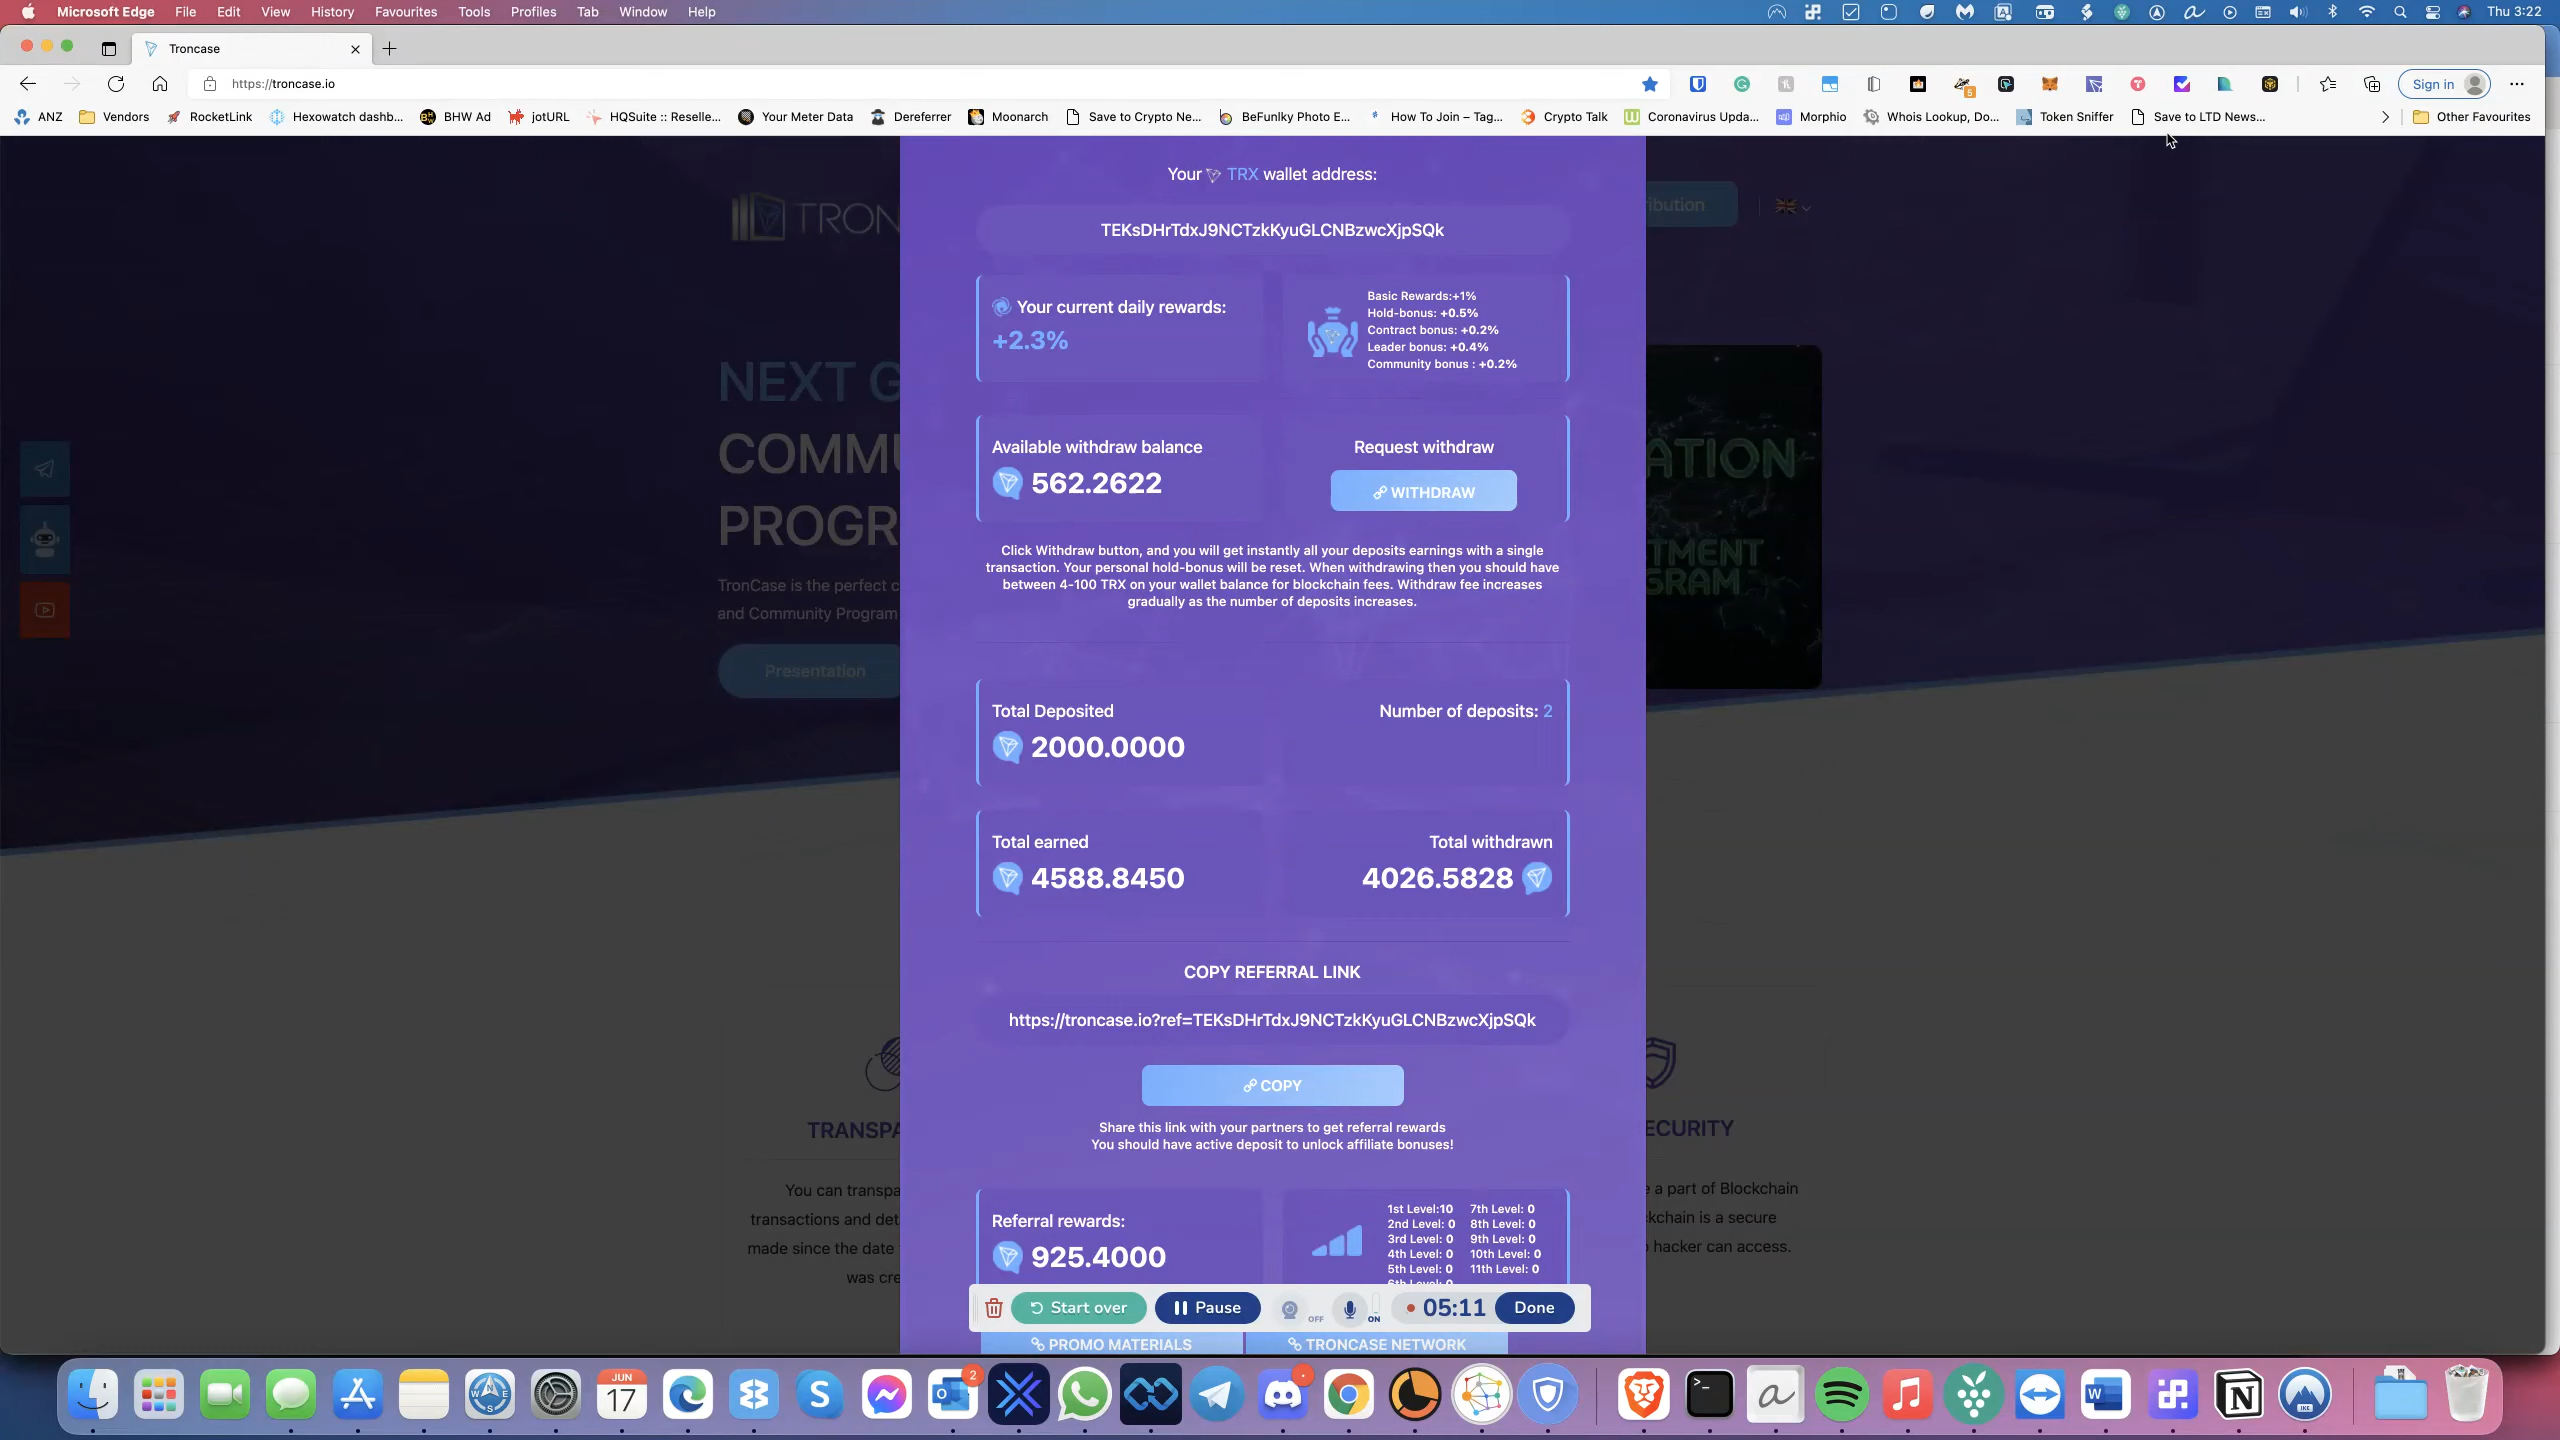 Microsoft Edge File Edit View History Favourites Tools Profiles Tab Window Help
Thu 3:22
Troncase
https://troncase.io
5
Sign in
ANZ Vendors RocketLink Hexowatch dashb... BHW Ad jotURL HQSuite :: Reselle... Your Meter Data Dereferrer Moonarch Save to Crypto Ne... BeFunlky Photo E... How To Join – Tag... Crypto Talk Coronavirus Upda... Morphio Whois Lookup, Do... Token Sniffer Save to LTD News... Other Favourites
Your TRX wallet address:
TRON
ibution
TEKsDHrTdxJ9NCTzkKyuGLCNBzwcXjpSQk
Your current daily rewards:
+2.3%
Basic Rewards:+1%
Hold-bonus: +0.5%
Contract bonus: +0.2%
Leader bonus: +0.4%
Community bonus : +0.2%
NEXT G
COMMU
PROGR
ATION
TMENT
GRAM
TronCase is the perfect c
and Community Program
Presentation
Available withdraw balance
562.2622
Request withdraw
WITHDRAW
Click Withdraw button, and you will get instantly all your deposits earnings with a single
transaction. Your personal hold-bonus will be reset. When withdrawing then you should have
between 4-100 TRX on your wallet balance for blockchain fees. Withdraw fee increases
gradually as the number of deposits increases.
Total Deposited
2000.0000
Number of deposits: 2
Total earned
4588.8450
Total withdrawn
4026.5828
COPY REFERRAL LINK
https://troncase.io?ref=TEKsDHrTdxJ9NCTzkKyuGLCNBzwcXjpSQk
COPY
Share this link with your partners to get referral rewards
You should have active deposit to unlock affiliate bonuses!
TRANSPA
You can transpa
transactions and det
made since the date
was cre
ECURITY
e a part of Blockchain
kchain is a secure
o hacker can access.
Referral rewards:
925.4000
1st Level:10 7th Level: 0
2nd Level: 0 8th Level: 0
3rd Level: 0 9th Level: 0
4th Level: 0 10th Level: 0
5th Level: 0 11th Level: 0
6th Level: 0
Start over Pause OFF ON 05:11 Done
PROMO MATERIALS TRONCASE NETWORK
JUN
17
2